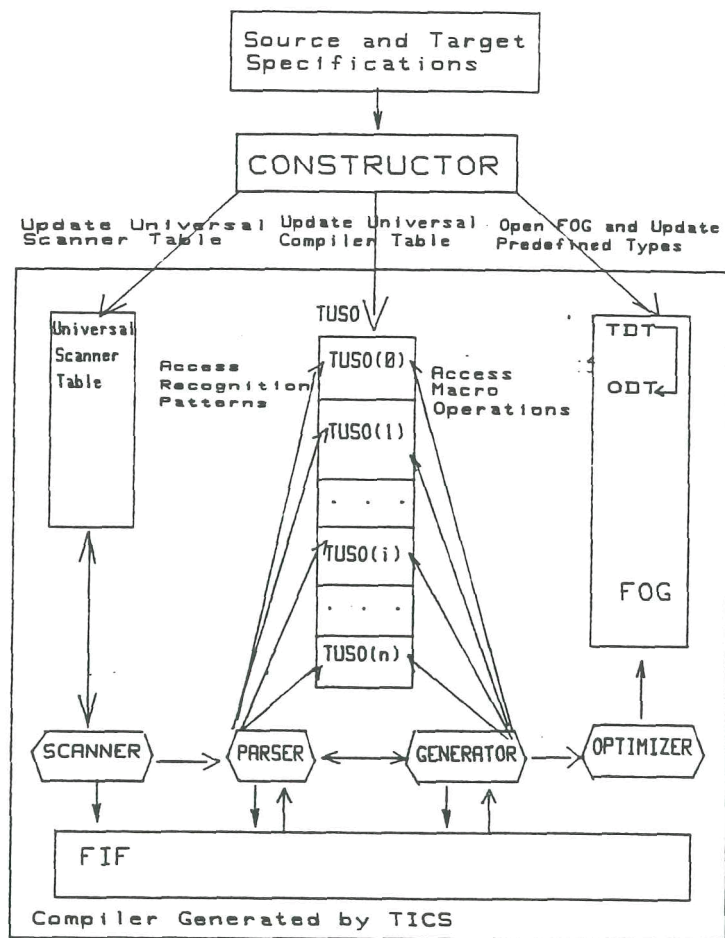 Source and Target
Specifications
CONSTRUCTOR
Update Universal
Scanner Table
Update Universal
Compiler Table
Open FOG and Update
Predefined Types
Universal
Scanner
Table
Access
Recognition
Patterns
TUSO
TUSO(0)
TUSO(1)
. . .
TUSO(i)
. . .
TUSO(n)
Access
Macro
Operations
TDT
ODT
FOG
SCANNER
PARSER
GENERATOR
OPTIMIZER
FIF
Compiler Generated by TICS